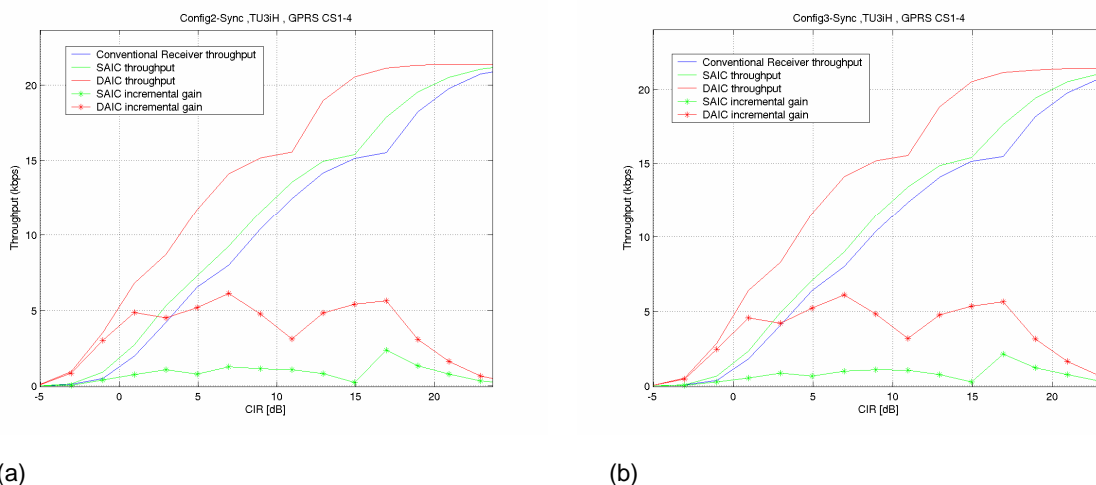 Config2-Sync ,TU3iH , GPRS CS1-4
Conventional Receiver throughput
SAIC throughput
DAIC throughput
SAIC incremental gain
DAIC incremental gain
Throughput (kbps)
20
15
10
5
0
-5
0
5
10
15
20
CIR [dB]
(a)
Config3-Sync ,TU3iH , GPRS CS1-4
Conventional Receiver throughput
SAIC throughput
DAIC throughput
SAIC incremental gain
DAIC incremental gain
Throughput (kbps)
20
15
10
5
0
-5
0
5
10
15
20
CIR [dB]
(b)